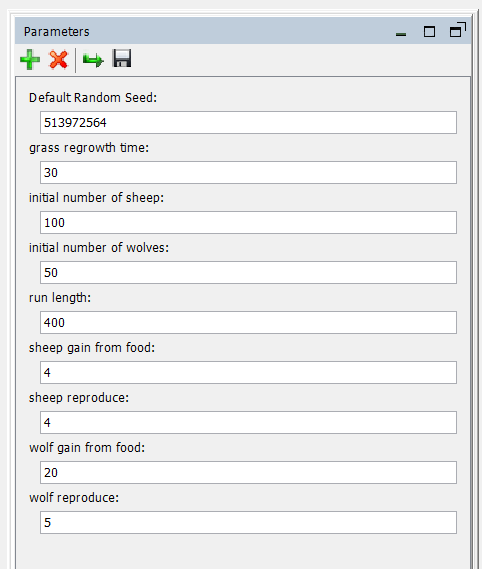 Parameters
Default Random Seed:
513972564
grass regrowth time:
30
initial number of sheep:
100
initial number of wolves:
50
run length:
400
sheep gain from food:
4
sheep reproduce:
4
wolf gain from food:
20
wolf reproduce:
5